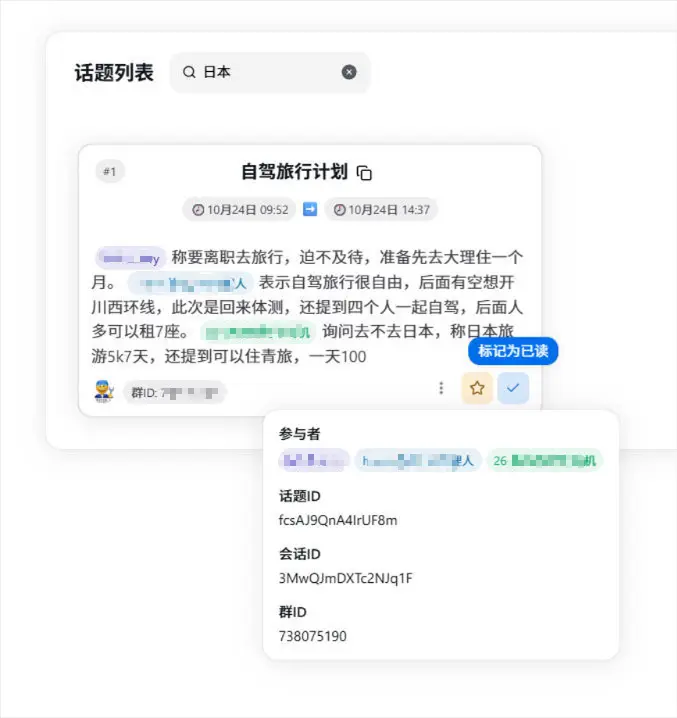 话题列表
日本
#1
自驾旅行计划
10月24日 09:52
10月24日 14:37
称要离职去旅行，迫不及待，准备先去大理住一个
月。 人 表示自驾旅行很自由，后面有空想开
川西环线，此次是回来体测，还提到四个人一起自驾，后面人
多可以租7座。 机 询问去不去日本，称日本旅
游5k7天，还提到可以住青旅，一天100
标记为已读
群ID: 7
参与者
人
26 机
话题ID
fcsAJ9QnA4IrUF8m
会话ID
3MwQJmDXTc2NJq1F
群ID
738075190